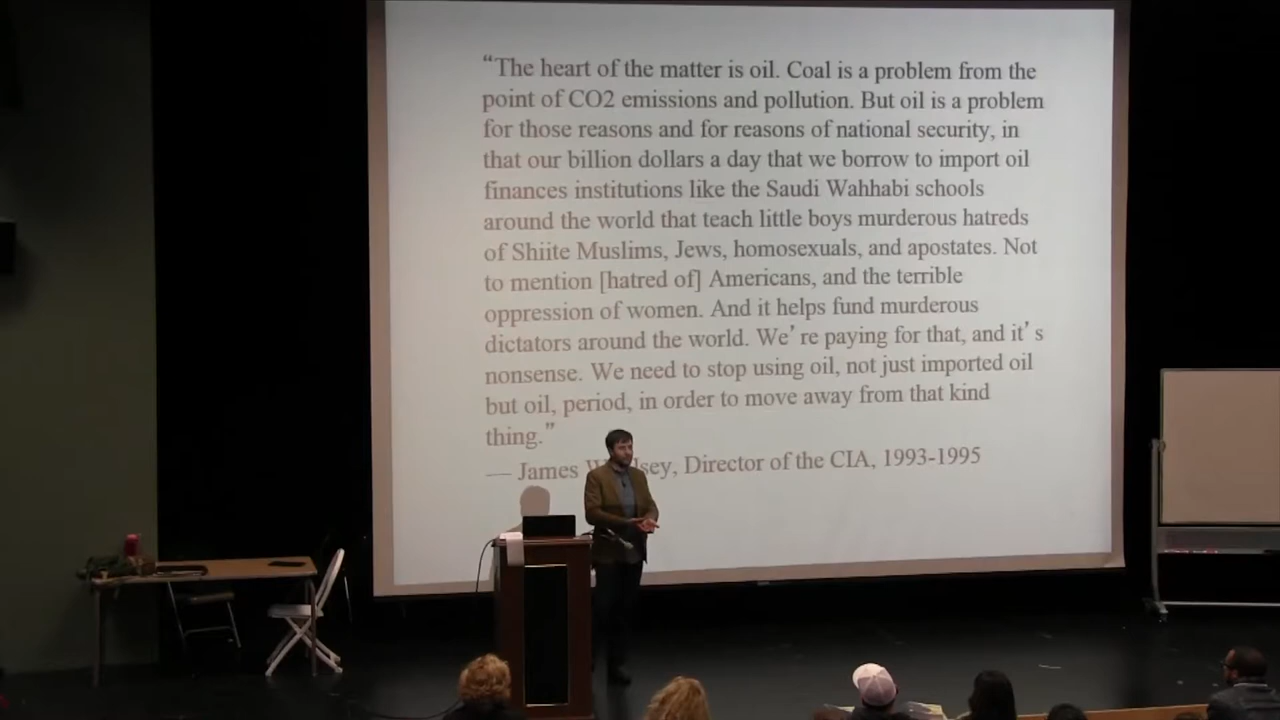 “The heart of the matter is oil. Coal is a problem from the
point of CO2 emissions and pollution. But oil is a problem
for those reasons and for reasons of national security, in
that our billion dollars a day that we borrow to import oil
finances institutions like the Saudi Wahhabi schools
around the world that teach little boys murderous hatreds
of Shiite Muslims, Jews, homosexuals, and apostates. Not
to mention [hatred of] Americans, and the terrible
oppression of women. And it helps fund murderous
dictators around the world. We’re paying for that, and it’s
nonsense. We need to stop using oil, not just imported oil
but oil, period, in order to move away from that kind
thing.”
— James W lsey, Director of the CIA, 1993-1995